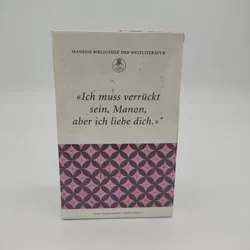 MANESSE BIBLIOTHEK DER WELTLITERATUR
«Ich muss verrückt
sein, Manon,
aber ich liebe dich.»*